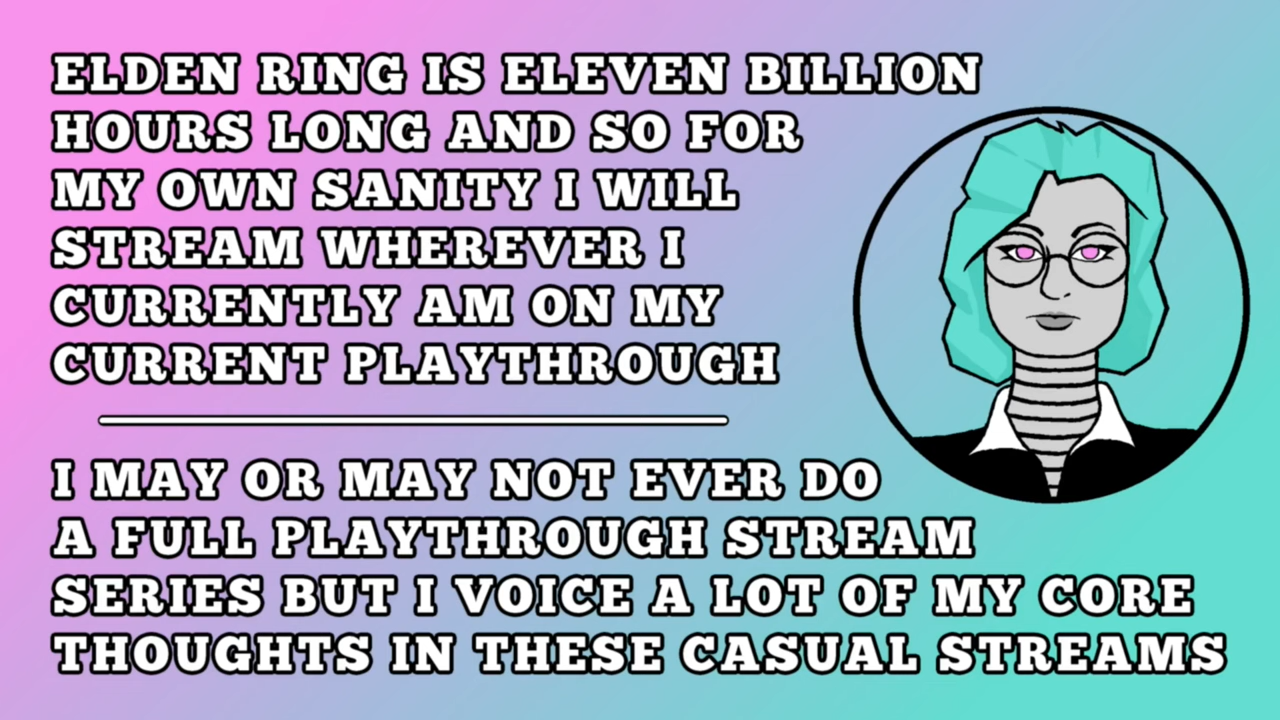 ELDEN RING IS ELEVEN BILLION
HOURS LONG AND SO FOR
MY OWN SANITY I WILL
STREAM WHEREVER I
CURRENTLY AM ON MY
CURRENT PLAYTHROUGH
I MAY OR MAY NOT EVER DO
A FULL PLAYTHROUGH STREAM
SERIES BUT I VOICE A LOT OF MY CORE
THOUGHTS IN THESE CASUAL STREAMS